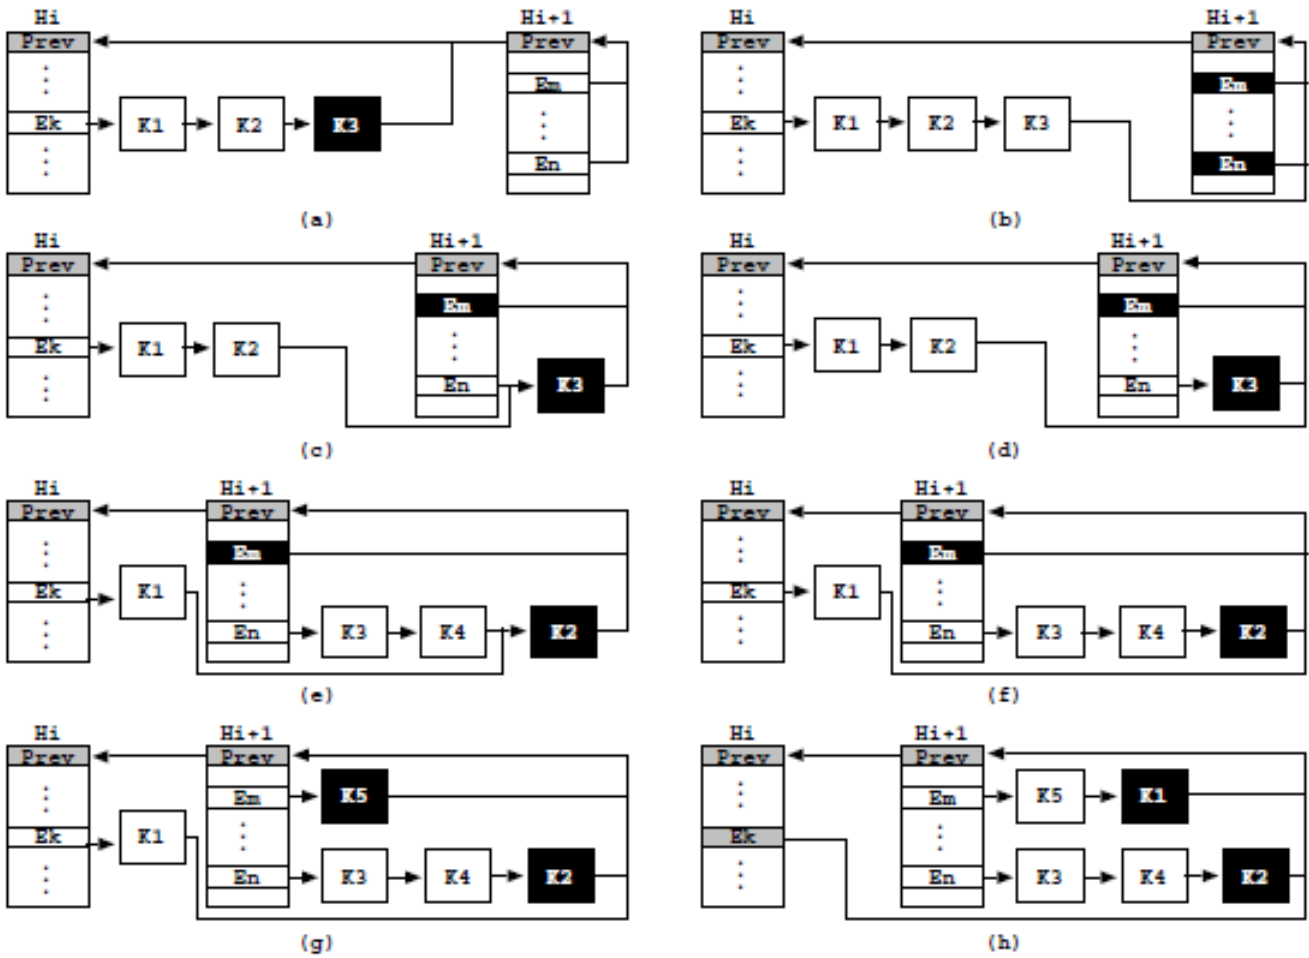 Hi Hi+1 Hi Hi+1
Prev Prev Prev Prev
Em Em
Ek K1 K2 K3 Ek K1 K2 K3
En En
(a) (b)
Hi Hi+1 Hi Hi+1
Prev Prev Prev Prev
Em Em
Ek K1 K2 Ek K1 K2
En K3 En K3
(c) (d)
Hi Hi+1 Hi Hi+1
Prev Prev Prev Prev
Em Em
Ek K1 Ek K1
En K3 K4 K2 En K3 K4 K2
(e) (f)
Hi Hi+1 Hi Hi+1
Prev Prev Prev Prev
Em K5 Em K5 K1
Ek K1 Ek
En K3 K4 K2 En K3 K4 K2
(g) (h)